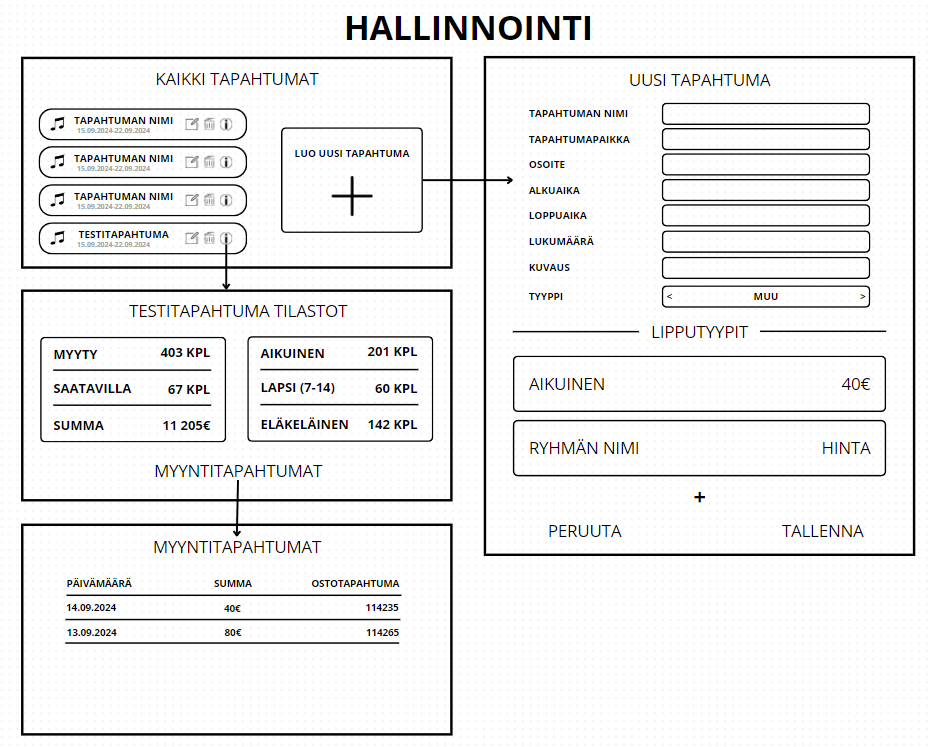 HALLINNOINTI
KAIKKI TAPAHTUMAT
TAPAHTUMAN NIMI
15.09.2024-22.09.2024
TAPAHTUMAN NIMI
15.09.2024-22.09.2024
TAPAHTUMAN NIMI
15.09.2024-22.09.2024
TESTITAPAHTUMA
15.09.2024-22.09.2024
LUO UUSI TAPAHTUMA
TESTITAPAHTUMA TILASTOT
MYYTY 403 KPL
SAATAVILLA 67 KPL
SUMMA 11 205€
AIKUINEN 201 KPL
LAPSI (7-14) 60 KPL
ELÄKELÄINEN 142 KPL
MYYNTITAPAHTUMAT
MYYNTITAPAHTUMAT
PÄIVÄMÄÄRÄ SUMMA OSTOTAPAHTUMA
14.09.2024 40€ 114235
13.09.2024 80€ 114265
UUSI TAPAHTUMA
TAPAHTUMAN NIMI
TAPAHTUMAPAIKKA
OSOITE
ALKUAIKA
LOPPUAIKA
LUKUMÄÄRÄ
KUVAUS
TYYPPI < MUU >
LIPPUTYYPIT
AIKUINEN 40€
RYHMÄN NIMI HINTA
+
PERUUTA TALLENNA